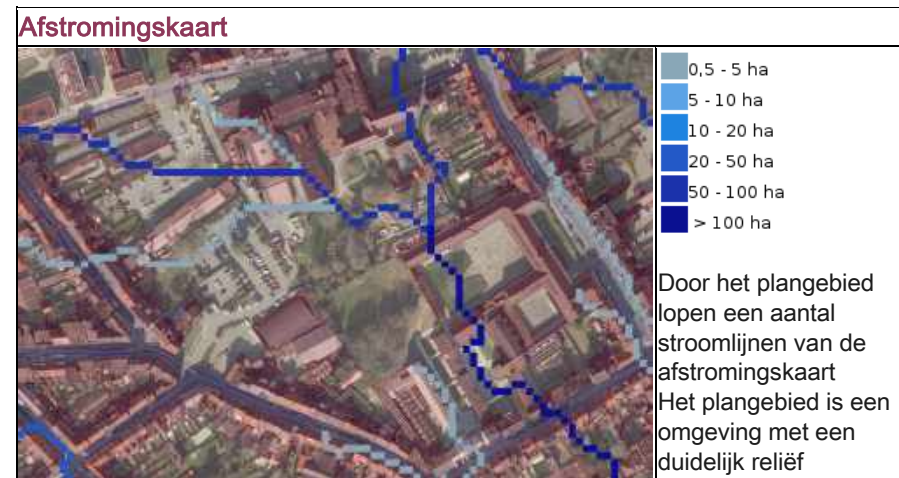 Afstromingskaart
0,5 - 5 ha
5 - 10 ha
10 - 20 ha
20 - 50 ha
50 - 100 ha
> 100 ha
Door het plangebied
lopen een aantal
stroomlijnen van de
afstromingskaart
Het plangebied is een
omgeving met een
duidelijk reliëf